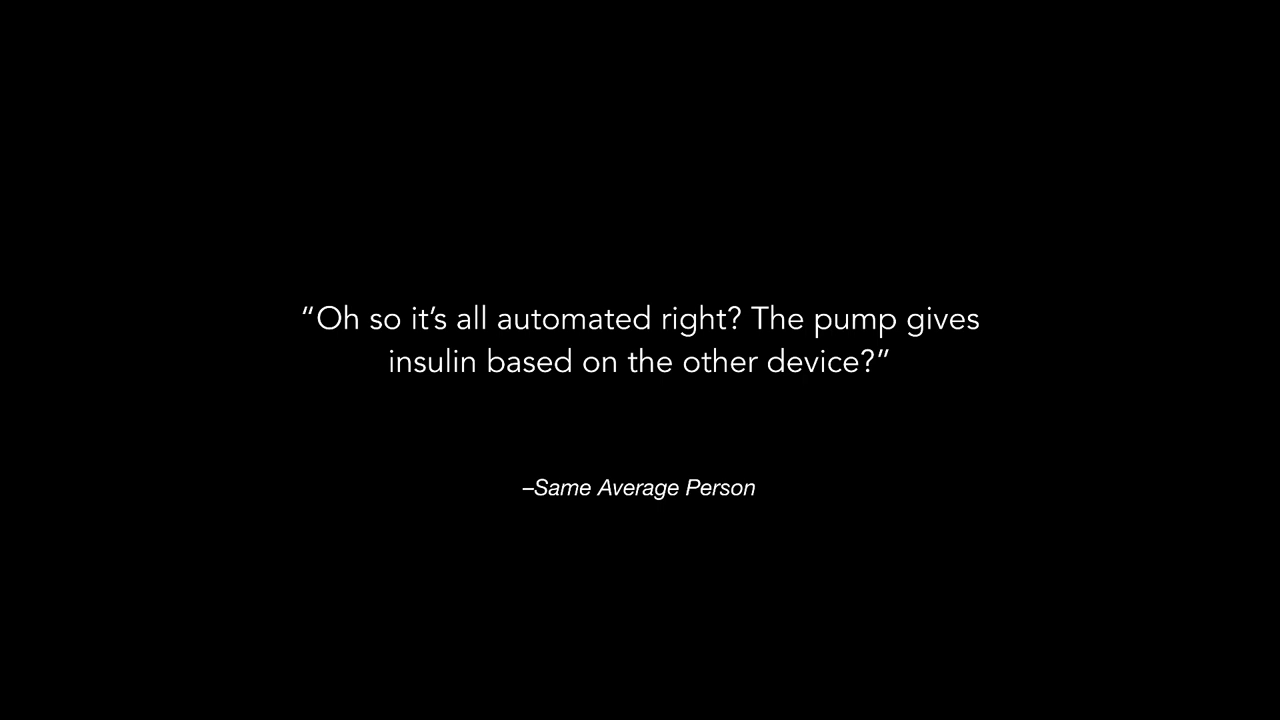 “Oh so it’s all automated right? The pump gives
insulin based on the other device?”
–Same Average Person